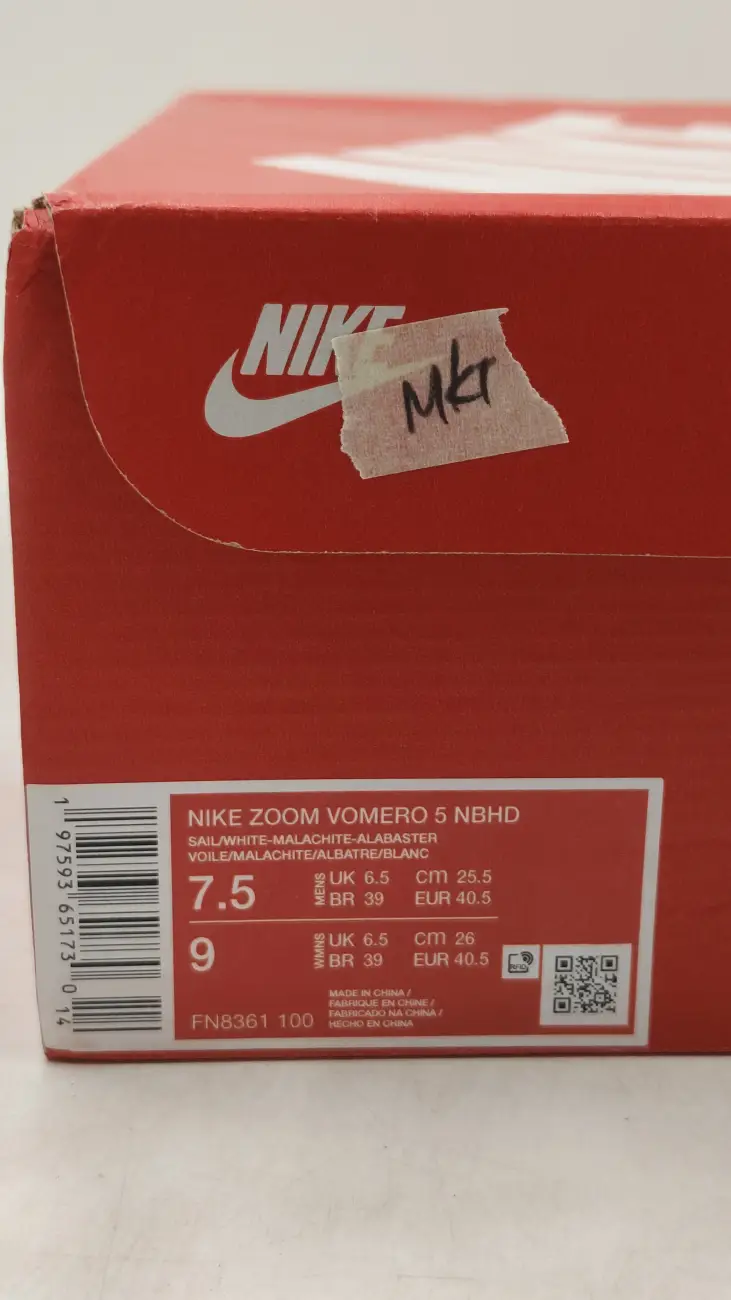 NIKE
MKT
NIKE ZOOM VOMERO 5 NBHD
SAIL/WHITE-MALACHITE-ALABASTER
VOILE/MALACHITE/ALBATRE/BLANC
7.5 MENS UK 6.5 cm 25.5
BR 39 EUR 40.5
9 WMNS UK 6.5 cm 26
BR 39 EUR 40.5
RFID
FN8361 100
MADE IN CHINA /
FABRIQUE EN CHINE /
FABRICADO NA CHINA /
HECHO EN CHINA
1 97593 65173 0 14